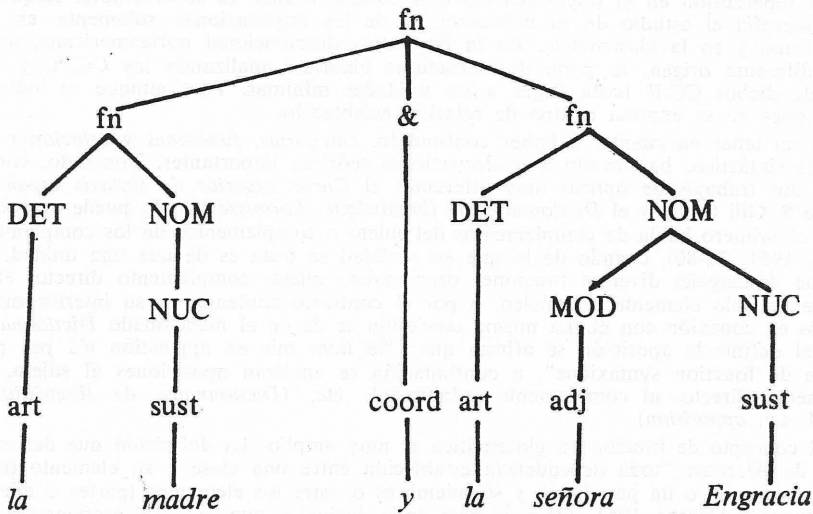 fn
fn & fn
DET NOM DET NOM
NUC MOD NUC
art sust coord art adj sust
la madre y la señora Engracia